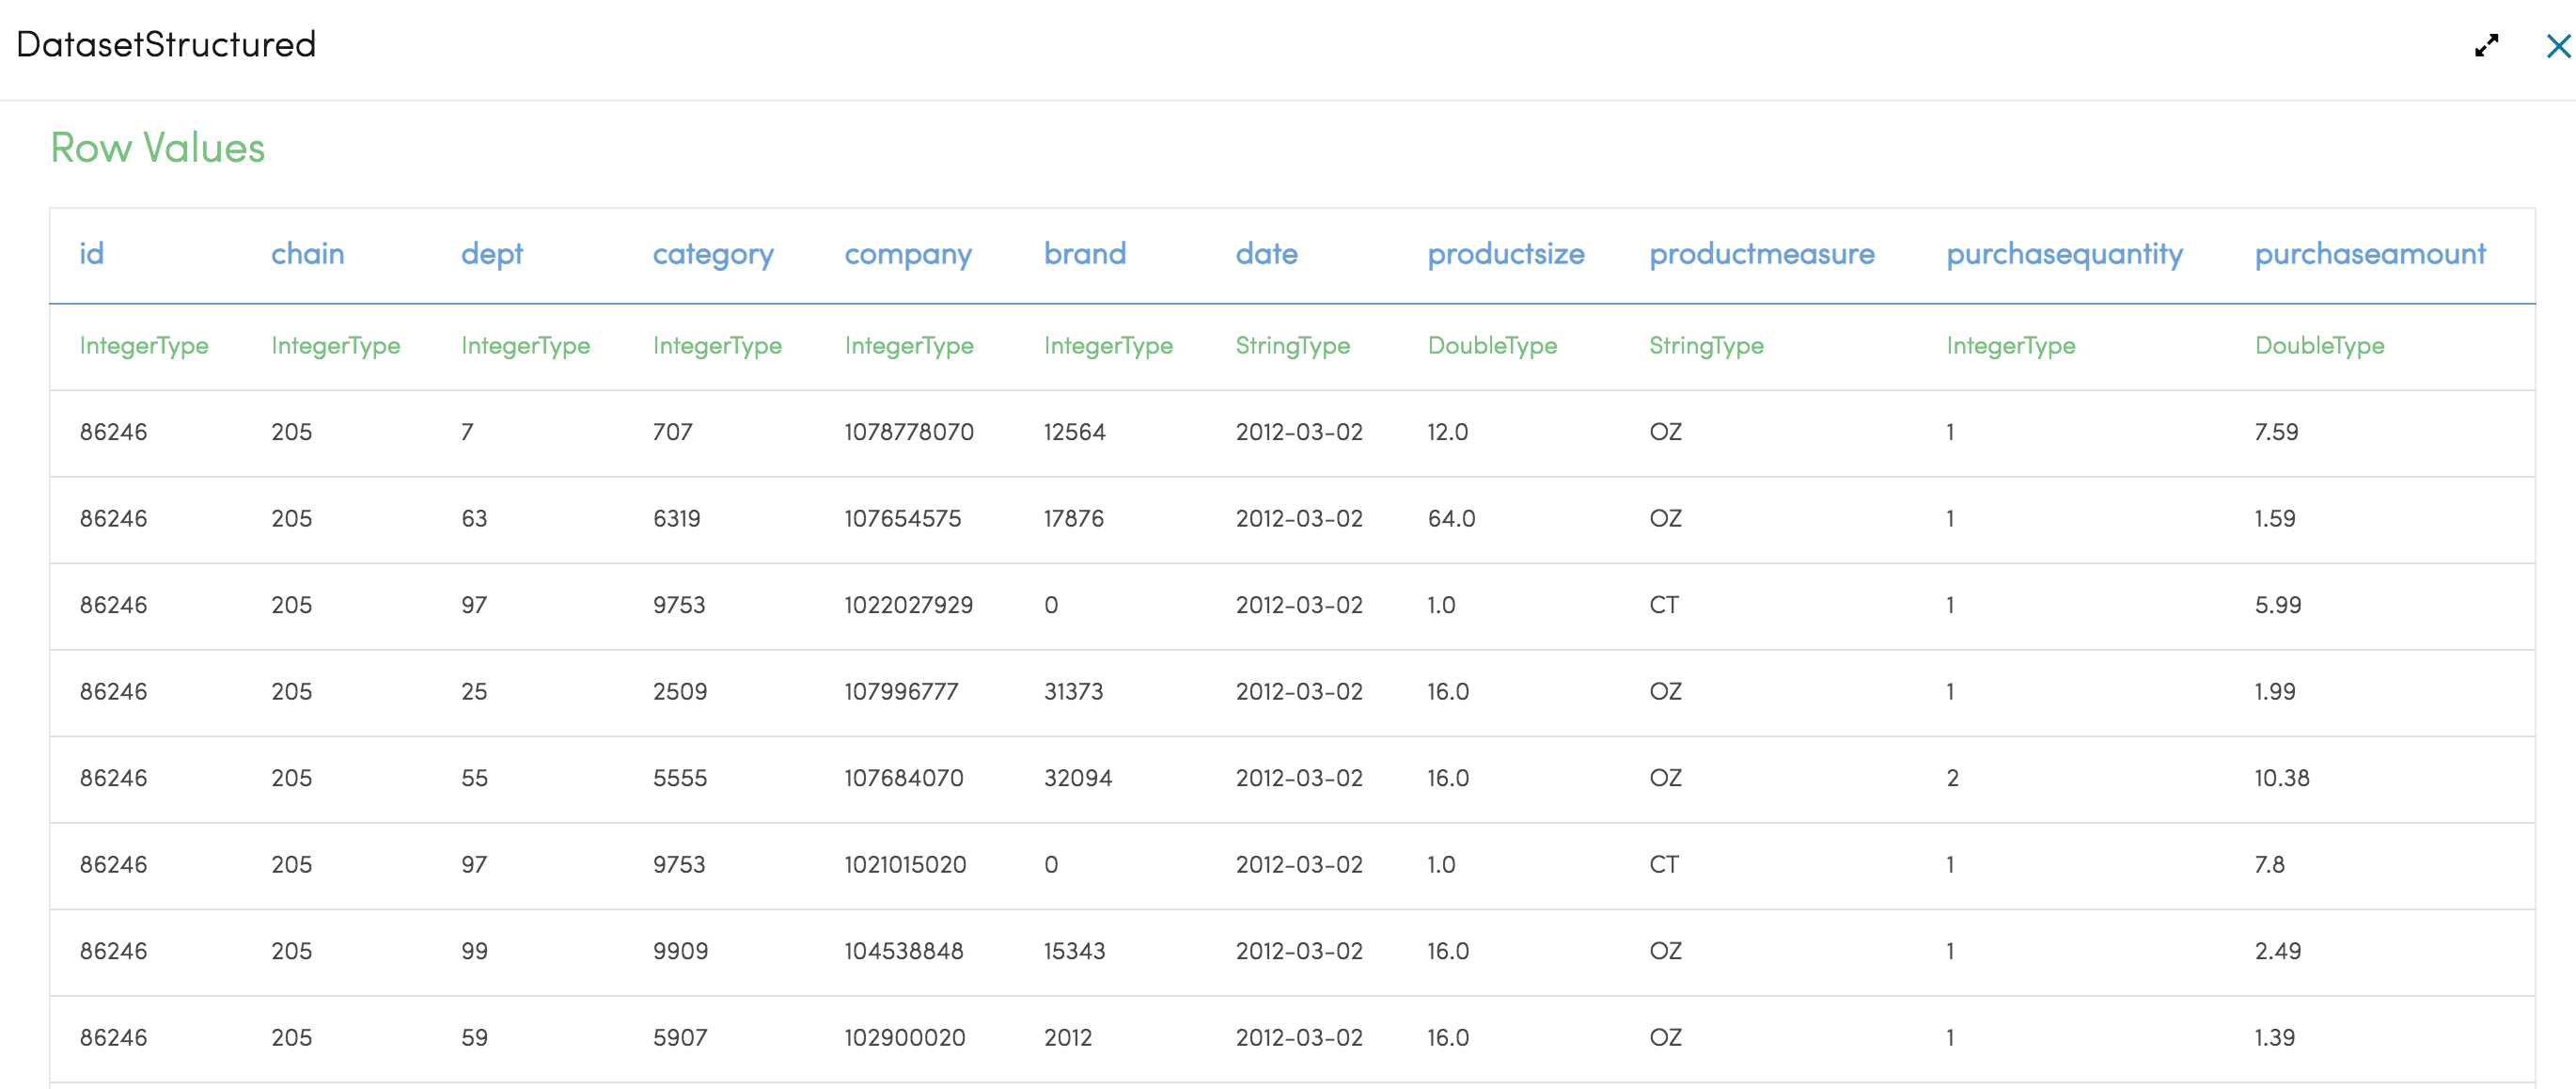 DatasetStructured
Row Values
id chain dept category company brand date productsize productmeasure purchasequantity purchaseamount
IntegerType IntegerType IntegerType IntegerType IntegerType IntegerType StringType DoubleType StringType IntegerType DoubleType
86246 205 7 707 1078778070 12564 2012-03-02 12.0 OZ 1 7.59
86246 205 63 6319 107654575 17876 2012-03-02 64.0 OZ 1 1.59
86246 205 97 9753 1022027929 0 2012-03-02 1.0 CT 1 5.99
86246 205 25 2509 107996777 31373 2012-03-02 16.0 OZ 1 1.99
86246 205 55 5555 107684070 32094 2012-03-02 16.0 OZ 2 10.38
86246 205 97 9753 1021015020 0 2012-03-02 1.0 CT 1 7.8
86246 205 99 9909 104538848 15343 2012-03-02 16.0 OZ 1 2.49
86246 205 59 5907 102900020 2012 2012-03-02 16.0 OZ 1 1.39